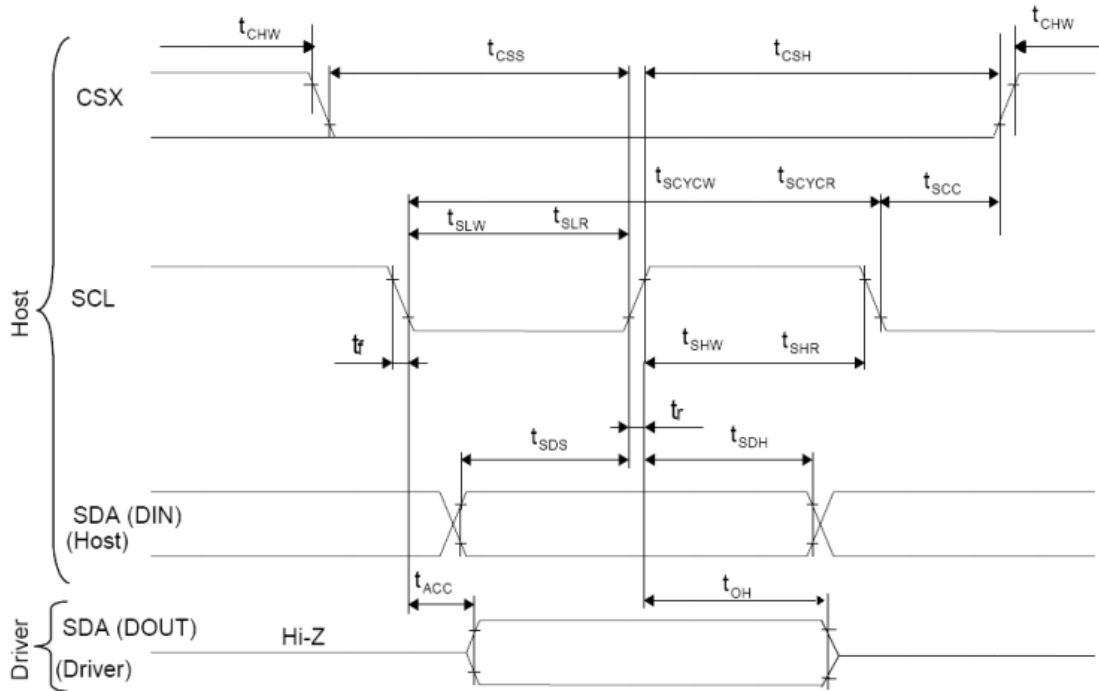 tCHW
tCHW
tCSS
tCSH
CSX
tSCYCW
tSCYCR
tSCC
tSLW
tSLR
Host
SCL
tf
tSHW
tSHR
tr
tSDS
tSDH
SDA (DIN)
(Host)
tACC
tOH
Driver
SDA (DOUT)
Hi-Z
(Driver)